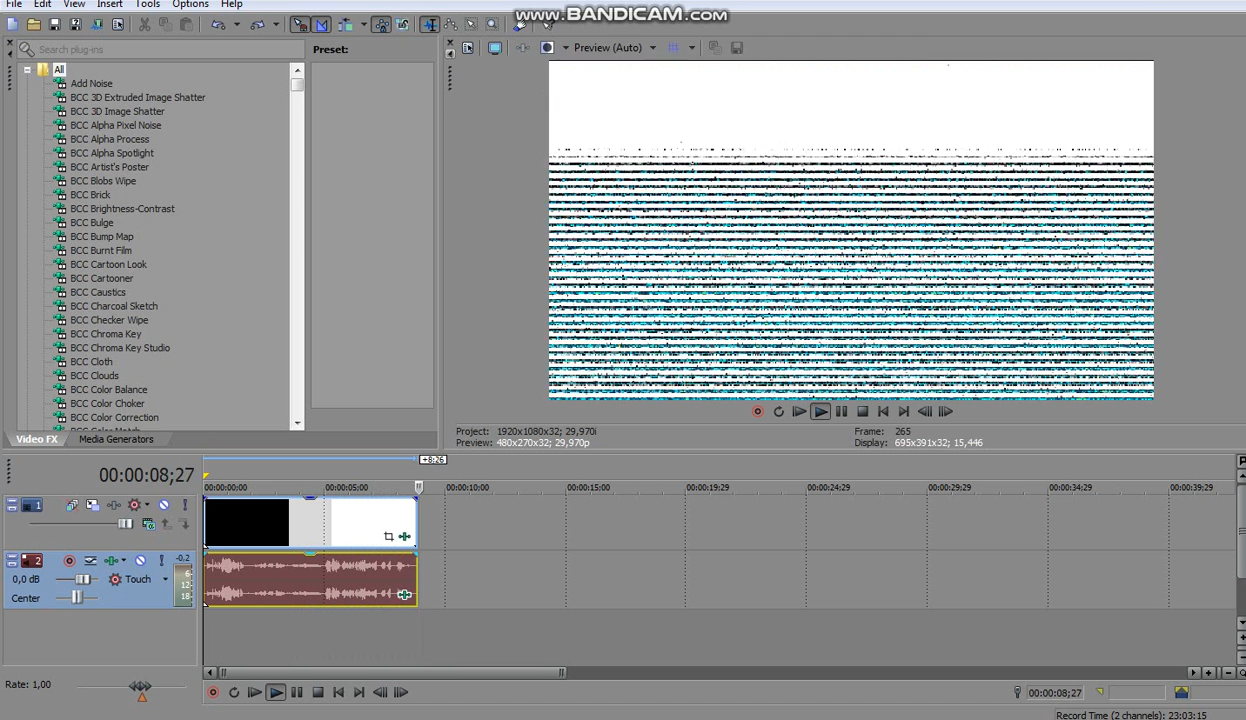 www.BANDICAM.com
File Edit View Insert Tools Options Help
Search plug-ins
Preset:
Preview (Auto)
All
Add Noise
BCC 3D Extruded Image Shatter
BCC 3D Image Shatter
BCC Alpha Pixel Noise
BCC Alpha Process
BCC Alpha Spotlight
BCC Artist's Poster
BCC Blobs Wipe
BCC Brick
BCC Brightness-Contrast
BCC Bulge
BCC Bump Map
BCC Burnt Film
BCC Cartoon Look
BCC Cartooner
BCC Caustics
BCC Charcoal Sketch
BCC Checker Wipe
BCC Chroma Key
BCC Chroma Key Studio
BCC Cloth
BCC Clouds
BCC Color Balance
BCC Color Choker
BCC Color Correction
Video FX Media Generators
Project: 1920x1080x32; 29,970i
Preview: 480x270x32; 29,970p
Frame: 265
Display: 695x391x32; 15,446
00:00:08;27
+8:26
00:00:00:00 00:00:05:00 00:00:10:00 00:00:15:00 00:00:19:29 00:00:24:29 00:00:29:29 00:00:34:29 00:00:39:29
1
2
-0,2
0,0 dB Touch
6
12
18
Center
Rate: 1,00
00:00:08;27
Record Time (2 channels): 23:03:15